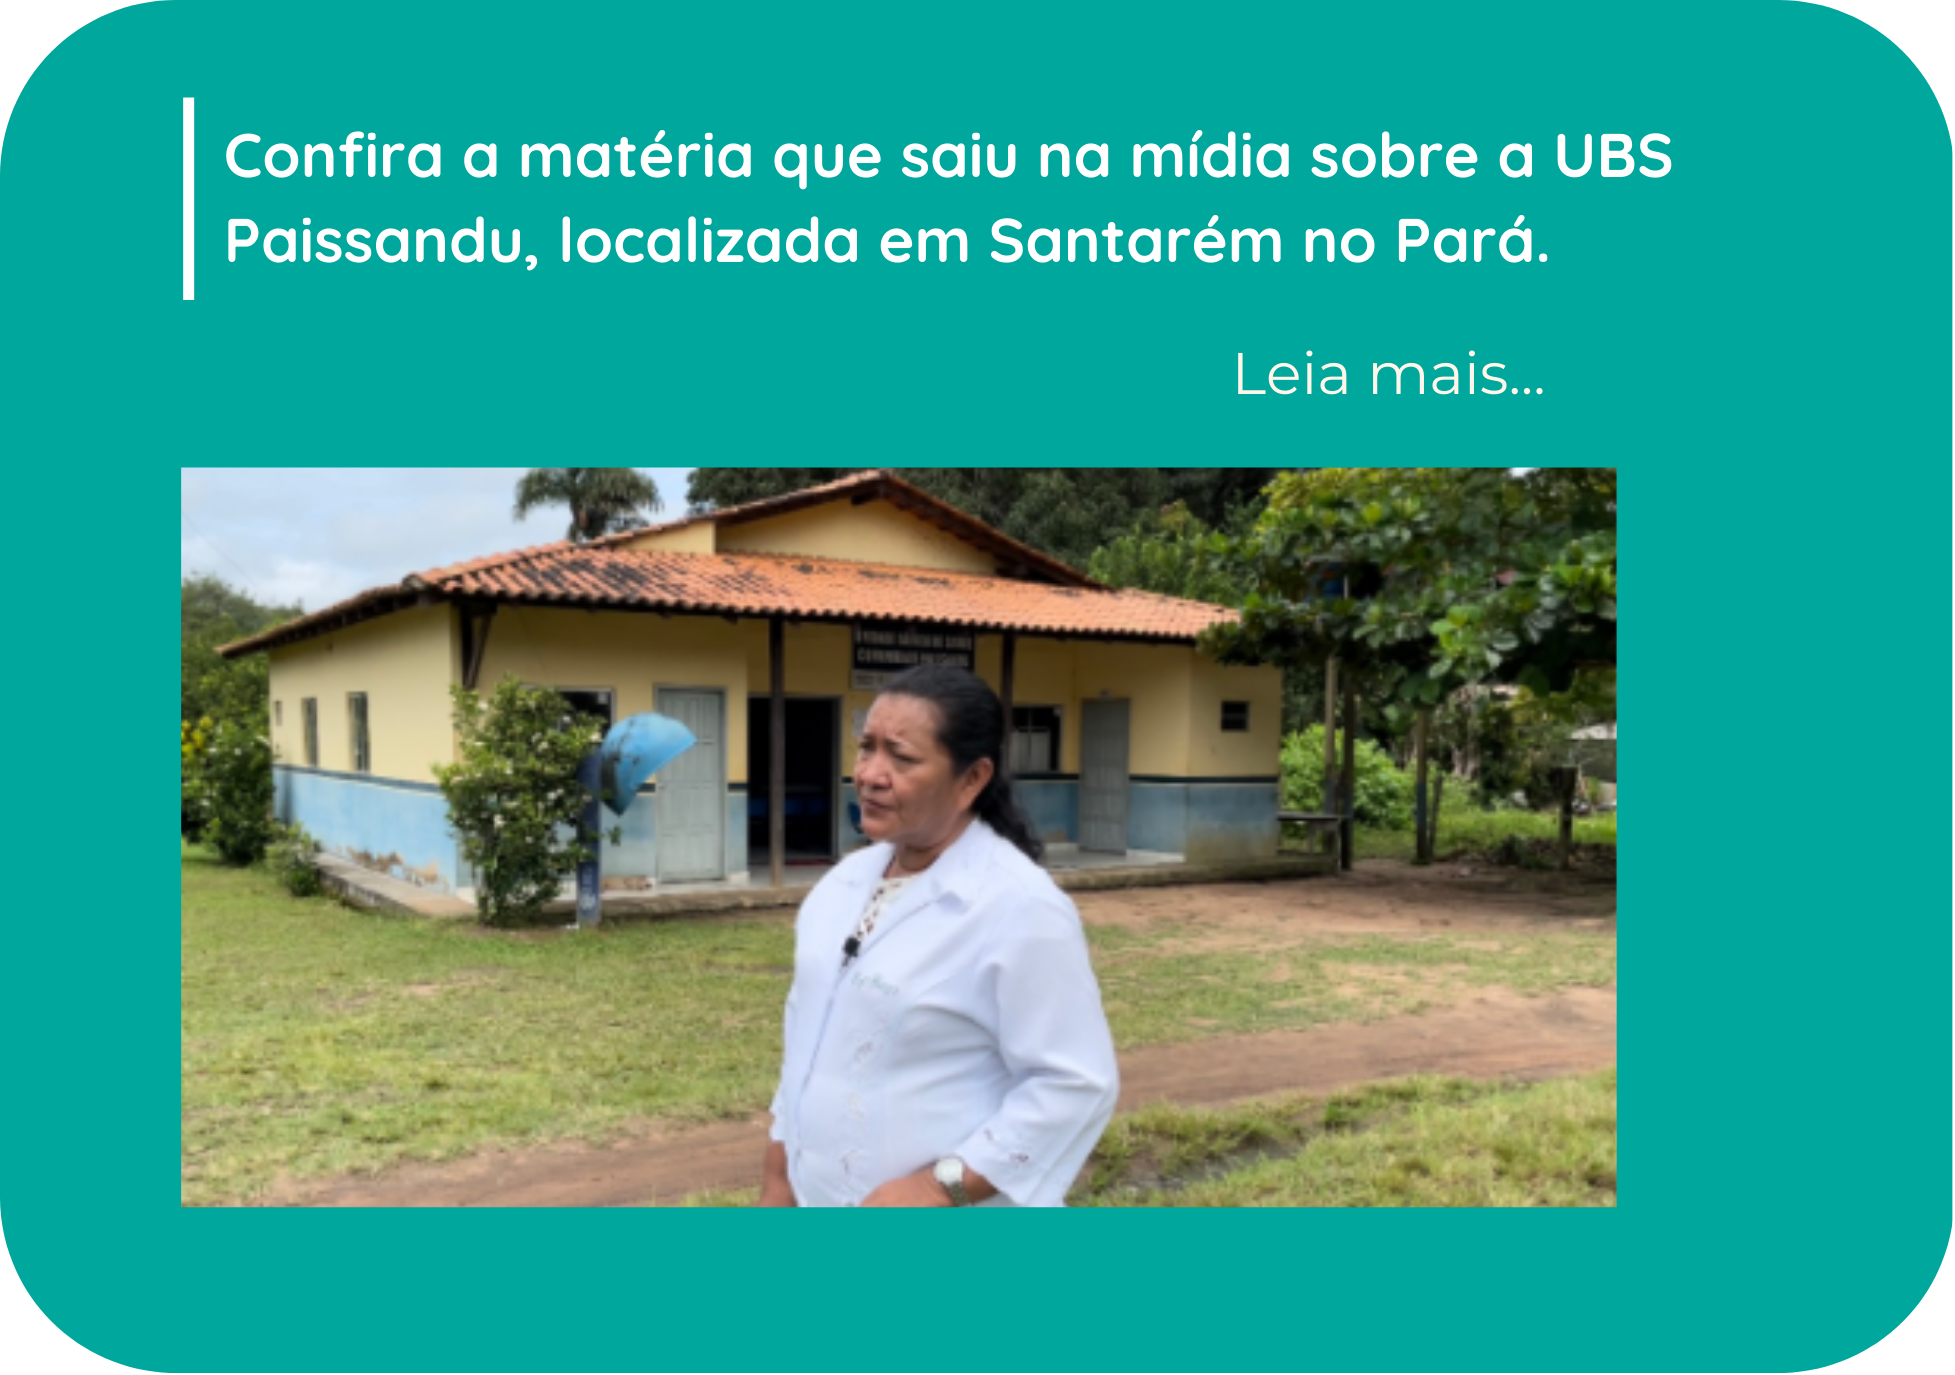 Confira a matéria que saiu na mídia sobre a UBS
Paissandu, localizada em Santarém no Pará.
Leia mais...